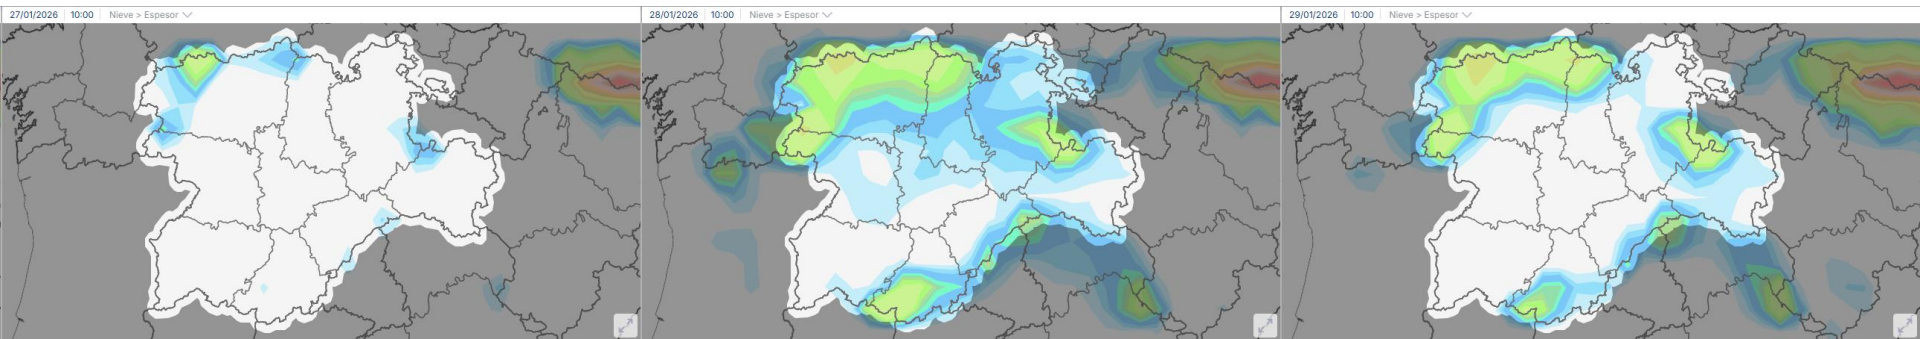 27/01/2026 10:00 Nieve > Espesor
28/01/2026 10:00 Nieve > Espesor
29/01/2026 10:00 Nieve > Espesor